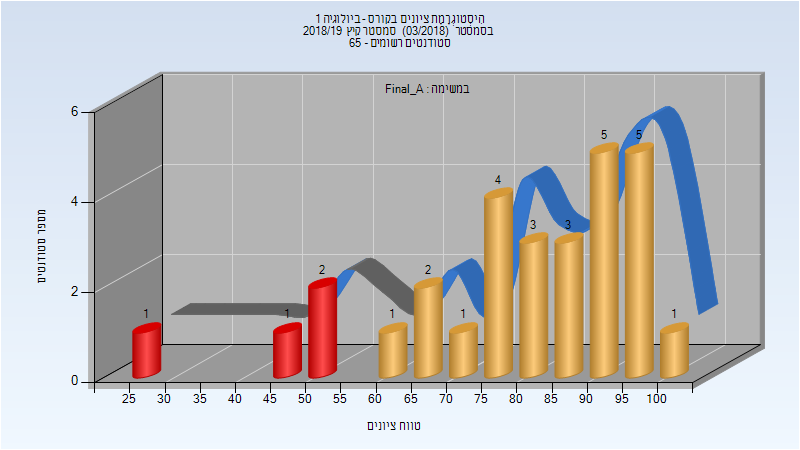 היסטוגרמת ציונים בקורס - ביולוגיה 1
בסמסטר (03/2018) סמסטר קיץ 2018/19
סטודנטים רשומים - 65
במשימה : Final_A
מספר סטודנטים
6
4
2
0
1
1
2
1
2
1
4
3
3
5
5
1
25 30 35 40 45 50 55 60 65 70 75 80 85 90 95 100
טווח ציונים